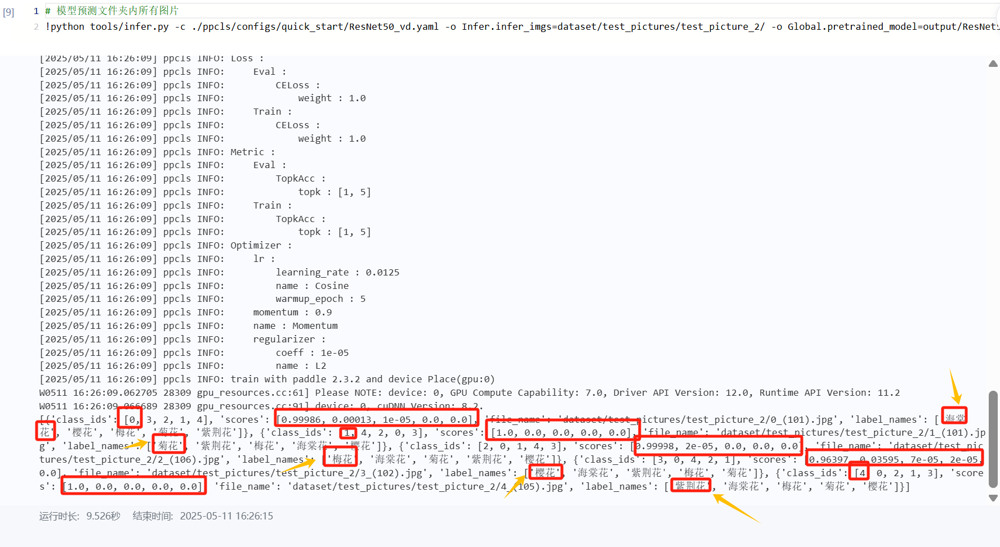 [9]
1 # 模型预测文件夹内所有图片
2 !python tools/infer.py -c ./ppcls/configs/quick_start/ResNet50_vd.yaml -o Infer.infer_imgs=dataset/test_pictures/test_picture_2/ -o Global.pretrained_model=output/ResNet5
[2025/05/11 16:26:09] ppcls INFO: Loss :
[2025/05/11 16:26:09] ppcls INFO:     Eval :
[2025/05/11 16:26:09] ppcls INFO:         CELoss :
[2025/05/11 16:26:09] ppcls INFO:             weight : 1.0
[2025/05/11 16:26:09] ppcls INFO:     Train :
[2025/05/11 16:26:09] ppcls INFO:         CELoss :
[2025/05/11 16:26:09] ppcls INFO:             weight : 1.0
[2025/05/11 16:26:09] ppcls INFO: Metric :
[2025/05/11 16:26:09] ppcls INFO:     Eval :
[2025/05/11 16:26:09] ppcls INFO:         TopkAcc :
[2025/05/11 16:26:09] ppcls INFO:             topk : [1, 5]
[2025/05/11 16:26:09] ppcls INFO:     Train :
[2025/05/11 16:26:09] ppcls INFO:         TopkAcc :
[2025/05/11 16:26:09] ppcls INFO:             topk : [1, 5]
[2025/05/11 16:26:09] ppcls INFO: Optimizer :
[2025/05/11 16:26:09] ppcls INFO:     lr :
[2025/05/11 16:26:09] ppcls INFO:         learning_rate : 0.0125
[2025/05/11 16:26:09] ppcls INFO:         name : Cosine
[2025/05/11 16:26:09] ppcls INFO:         warmup_epoch : 5
[2025/05/11 16:26:09] ppcls INFO:     momentum : 0.9
[2025/05/11 16:26:09] ppcls INFO:     name : Momentum
[2025/05/11 16:26:09] ppcls INFO:     regularizer :
[2025/05/11 16:26:09] ppcls INFO:         coeff : 1e-05
[2025/05/11 16:26:09] ppcls INFO:         name : L2
[2025/05/11 16:26:09] ppcls INFO: train with paddle 2.3.2 and device Place(gpu:0)
W0511 16:26:09.062705 28309 gpu_resources.cc:61] Please NOTE: device: 0, GPU Compute Capability: 7.0, Driver API Version: 12.0, Runtime API Version: 11.2
W0511 16:26:09.066689 28309 gpu_resources.cc:91] device: 0, cuDNN Version: 8.2.
[{'class_ids': [0, 3, 2, 1, 4], 'scores': [0.99986, 0.00013, 1e-05, 0.0, 0.0], 'file_name': 'dataset/test_pictures/test_picture_2/0_(101).jpg', 'label_names': ['海棠
花', '樱花', '梅花', '菊花', '紫荆花']}, {'class_ids': [1, 4, 2, 0, 3], 'scores': [1.0, 0.0, 0.0, 0.0, 0.0], 'file_name': 'dataset/test_pictures/test_picture_2/1_(101).jp
g', 'label_names': ['菊花', '紫荆花', '梅花', '海棠花', '樱花']}, {'class_ids': [2, 0, 1, 4, 3], 'scores': [0.99998, 2e-05, 0.0, 0.0, 0.0], 'file_name': 'dataset/test_pic
tures/test_picture_2/2_(106).jpg', 'label_names': ['梅花', '海棠花', '菊花', '紫荆花', '樱花']}, {'class_ids': [3, 0, 4, 2, 1], 'scores': [0.96397, 0.03595, 7e-05, 2e-05,
0.0], 'file_name': 'dataset/test_pictures/test_picture_2/3_(102).jpg', 'label_names': ['樱花', '海棠花', '紫荆花', '梅花', '菊花']}, {'class_ids': [4, 0, 2, 1, 3], 'score
s': [1.0, 0.0, 0.0, 0.0, 0.0], 'file_name': 'dataset/test_pictures/test_picture_2/4_(105).jpg', 'label_names': ['紫荆花', '海棠花', '梅花', '菊花', '樱花']}]
运行时长: 9.526秒 结束时间: 2025-05-11 16:26:15